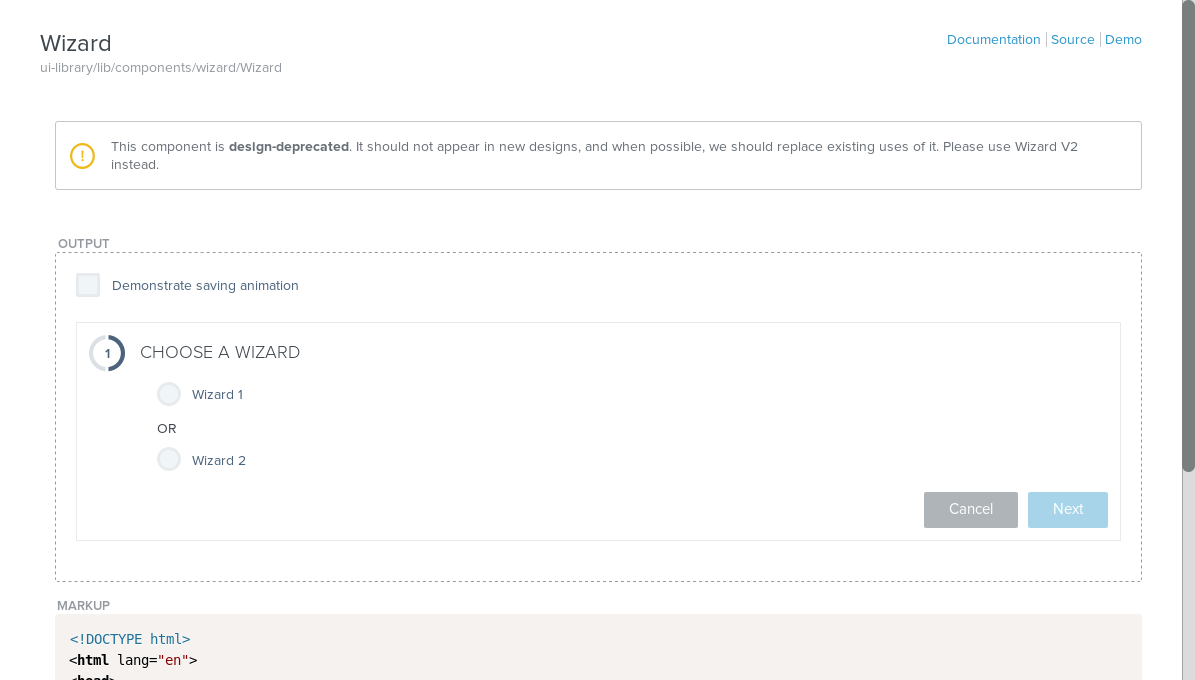 Wizard
Documentation Source Demo
ui-library/lib/components/wizard/Wizard
! This component is design-deprecated. It should not appear in new designs, and when possible, we should replace existing uses of it. Please use Wizard V2
instead.
OUTPUT
Demonstrate saving animation
1 CHOOSE A WIZARD
Wizard 1
OR
Wizard 2
Cancel Next
MARKUP
<!DOCTYPE html>
<html lang="en">
<head>